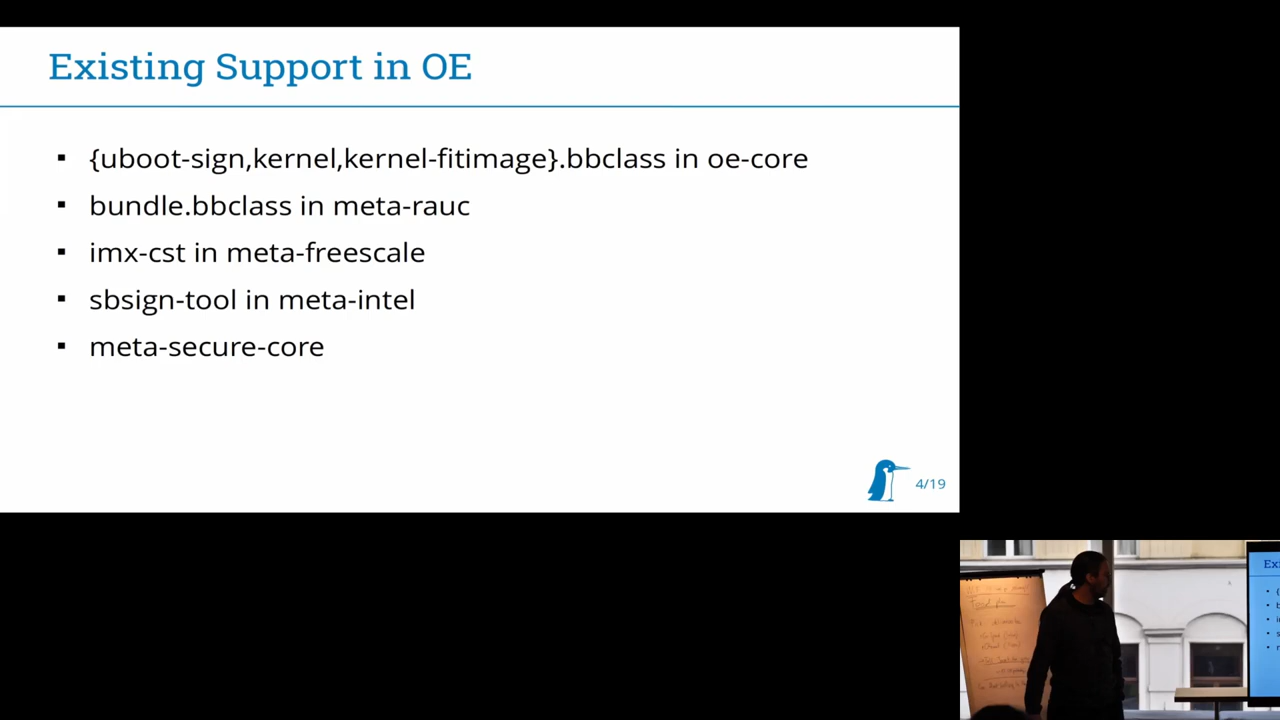 Existing Support in OE
▪ {uboot-sign,kernel,kernel-fitimage}.bbclass in oe-core
▪ bundle.bbclass in meta-rauc
▪ imx-cst in meta-freescale
▪ sbsign-tool in meta-intel
▪ meta-secure-core
4/19